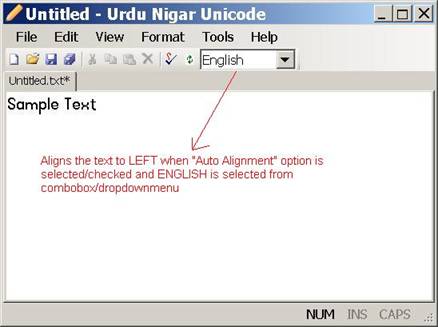 Untitled - Urdu Nigar Unicode
File Edit View Format Tools Help
English
Untitled.txt*
Sample Text
Aligns the text to LEFT when "Auto Alignment" option is
selected/checked and ENGLISH is selected from
combobox/dropdownmenu
NUM INS CAPS